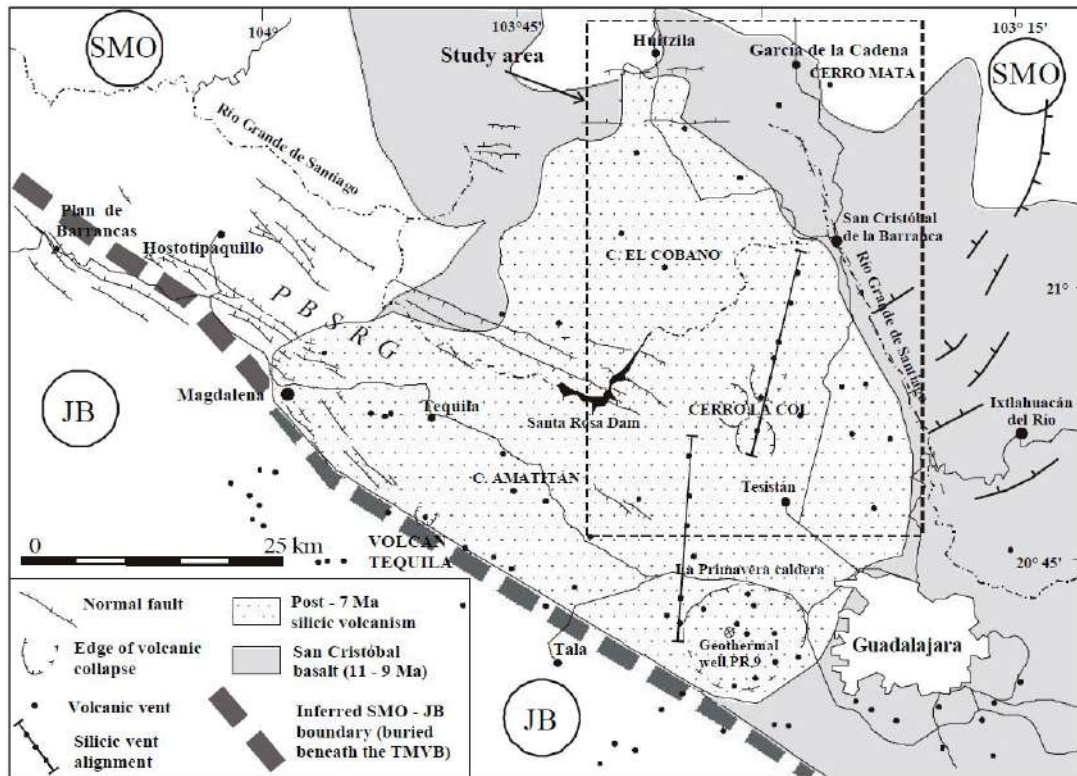 104°
103°45'
103° 15'
SMO
Huitzila
García de la Cadena
CERRO MATA
SMO
Study area
Río Grande de Santiago
Plan de
Barrancas
Hostotipaquillo
San Cristóbal
de la Barranca
C. EL COBANO
Río Grande de Santiago
21°
P B S R G
JB
Magdalena
Tequila
Santa Rosa Dam
CERRO LA COL
Ixtlahuacán
del Río
C. AMATITÁN
Tesistán
0
25 km
VOLCAN
TEQUILA
La Primavera caldera
20° 45'
Guadalajara
Geothermal
well PR 9
Tala
JB
Normal fault
Edge of volcanic
collapse
Volcanic vent
Silicic vent
alignment
Post - 7 Ma
silicic volcanism
San Cristóbal
basalt (11 - 9 Ma)
Inferred SMO - JB
boundary (buried
beneath the TMVB)